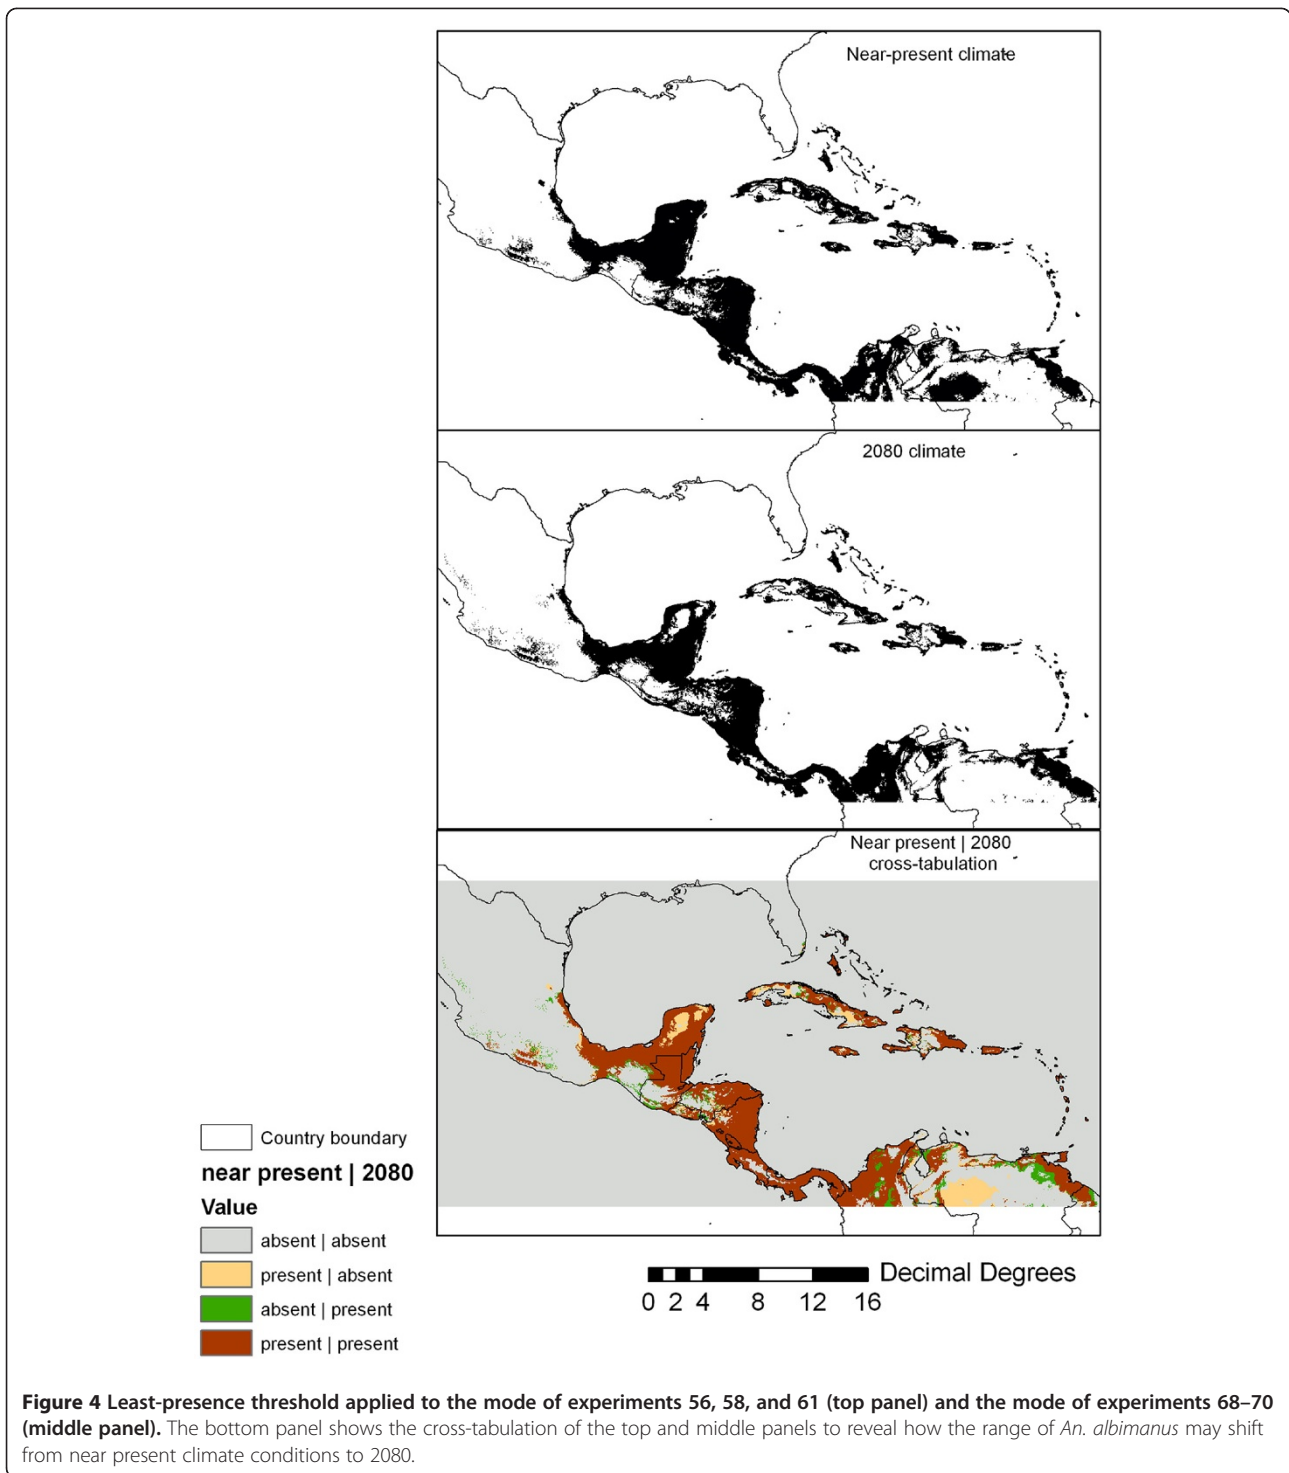 Near-present climate
2080 climate
Near present | 2080
cross-tabulation
Country boundary
near present | 2080
Value
absent | absent
present | absent
absent | present
present | present
Decimal Degrees
0 2 4 8 12 16
Figure 4 Least-presence threshold applied to the mode of experiments 56, 58, and 61 (top panel) and the mode of experiments 68–70
(middle panel). The bottom panel shows the cross-tabulation of the top and middle panels to reveal how the range of An. albimanus may shift
from near present climate conditions to 2080.